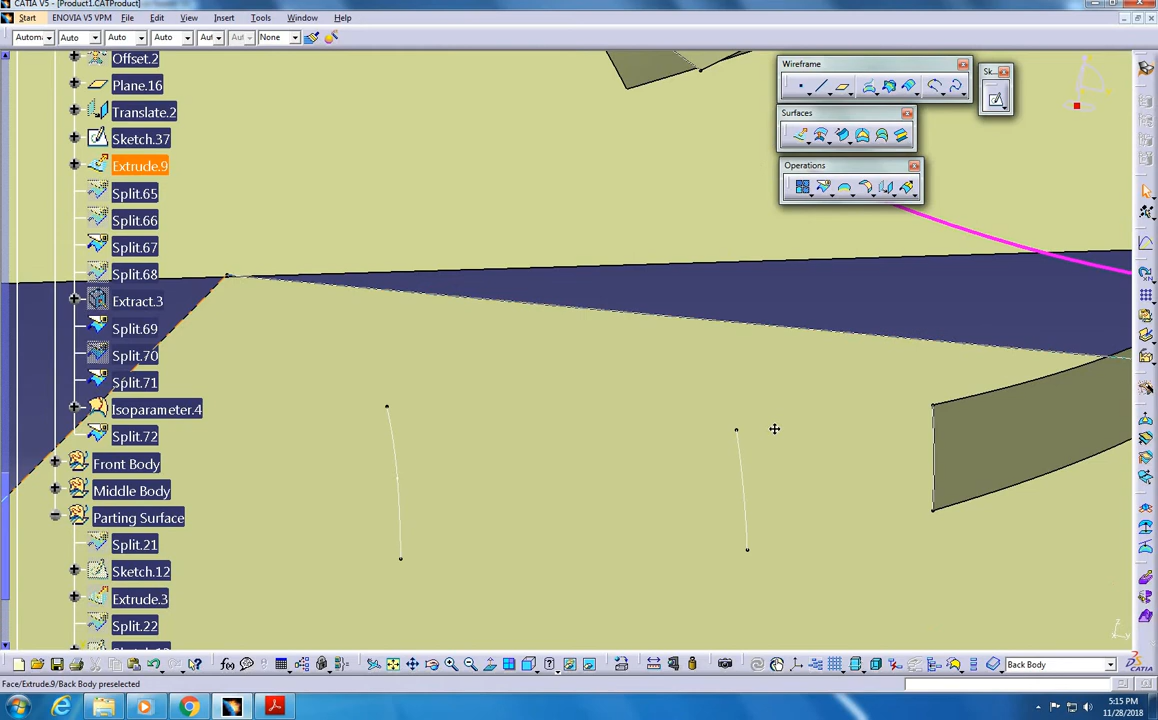 CATIA V5 - [Product1.CATProduct]
Start ENOVIA V5 VPM File Edit View Insert Tools Window Help
Automa Auto Auto Auto Aut Aut None
Offset.2
Plane.16
Translate.2
Sketch.37
Extrude.9
Split.65
Split.66
Split.67
Split.68
Extract.3
Split.69
Split.70
Split.71
Isoparameter.4
Split.72
Front Body
Middle Body
Parting Surface
Split.21
Sketch.12
Extrude.3
Split.22
Wireframe
Sk...
Surfaces
Operations
Back Body
CATIA
Face/Extrude.9/Back Body preselected
5:15 PM
11/28/2018